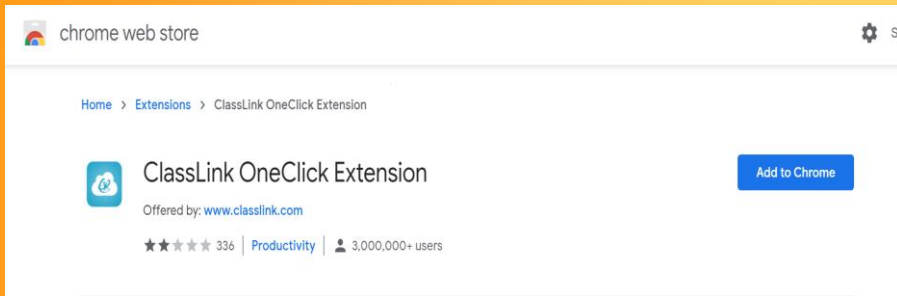 chrome web store
S
Home > Extensions > ClassLink OneClick Extension
ClassLink OneClick Extension
Add to Chrome
Offered by: www.classlink.com
336 | Productivity | 3,000,000+ users